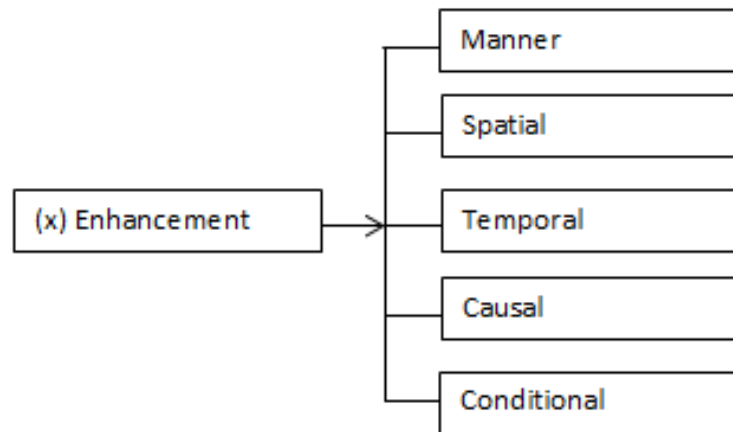 Manner
Spatial
(x) Enhancement
Temporal
Causal
Conditional